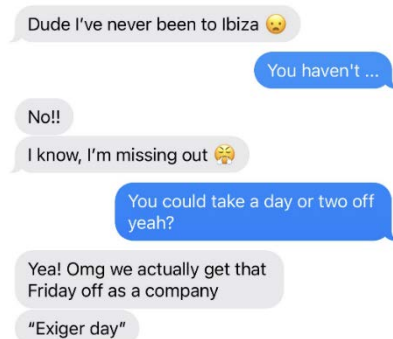 Dude I’ve never been to Ibiza 😦
You haven't ...
No!!
I know, I’m missing out 😤
You could take a day or two off
yeah?
Yea! Omg we actually get that
Friday off as a company
“Exiger day”